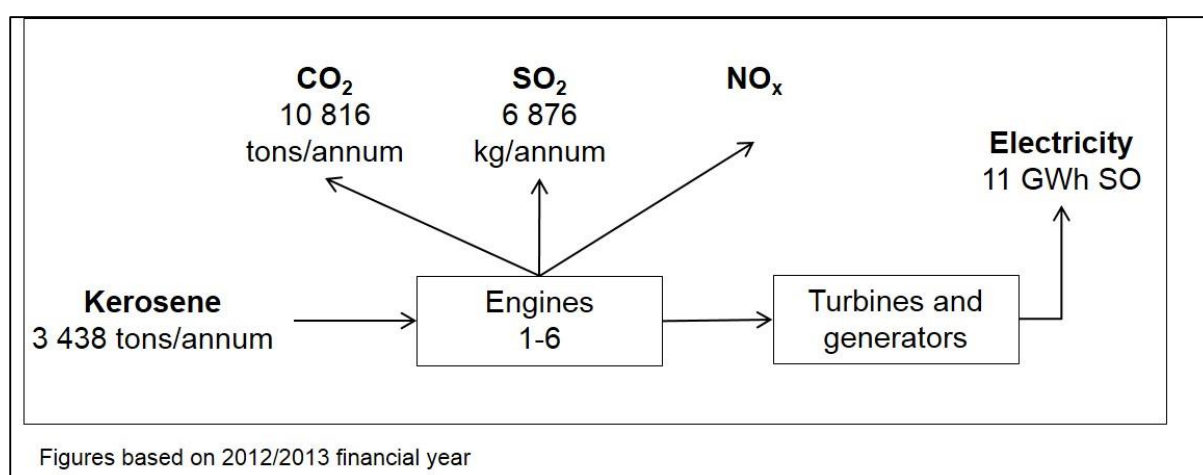 CO₂
10 816
tons/annum
SO₂
6 876
kg/annum
NOₓ
Electricity
11 GWh SO
Kerosene
3 438 tons/annum
Engines
1-6
Turbines and
generators
Figures based on 2012/2013 financial year